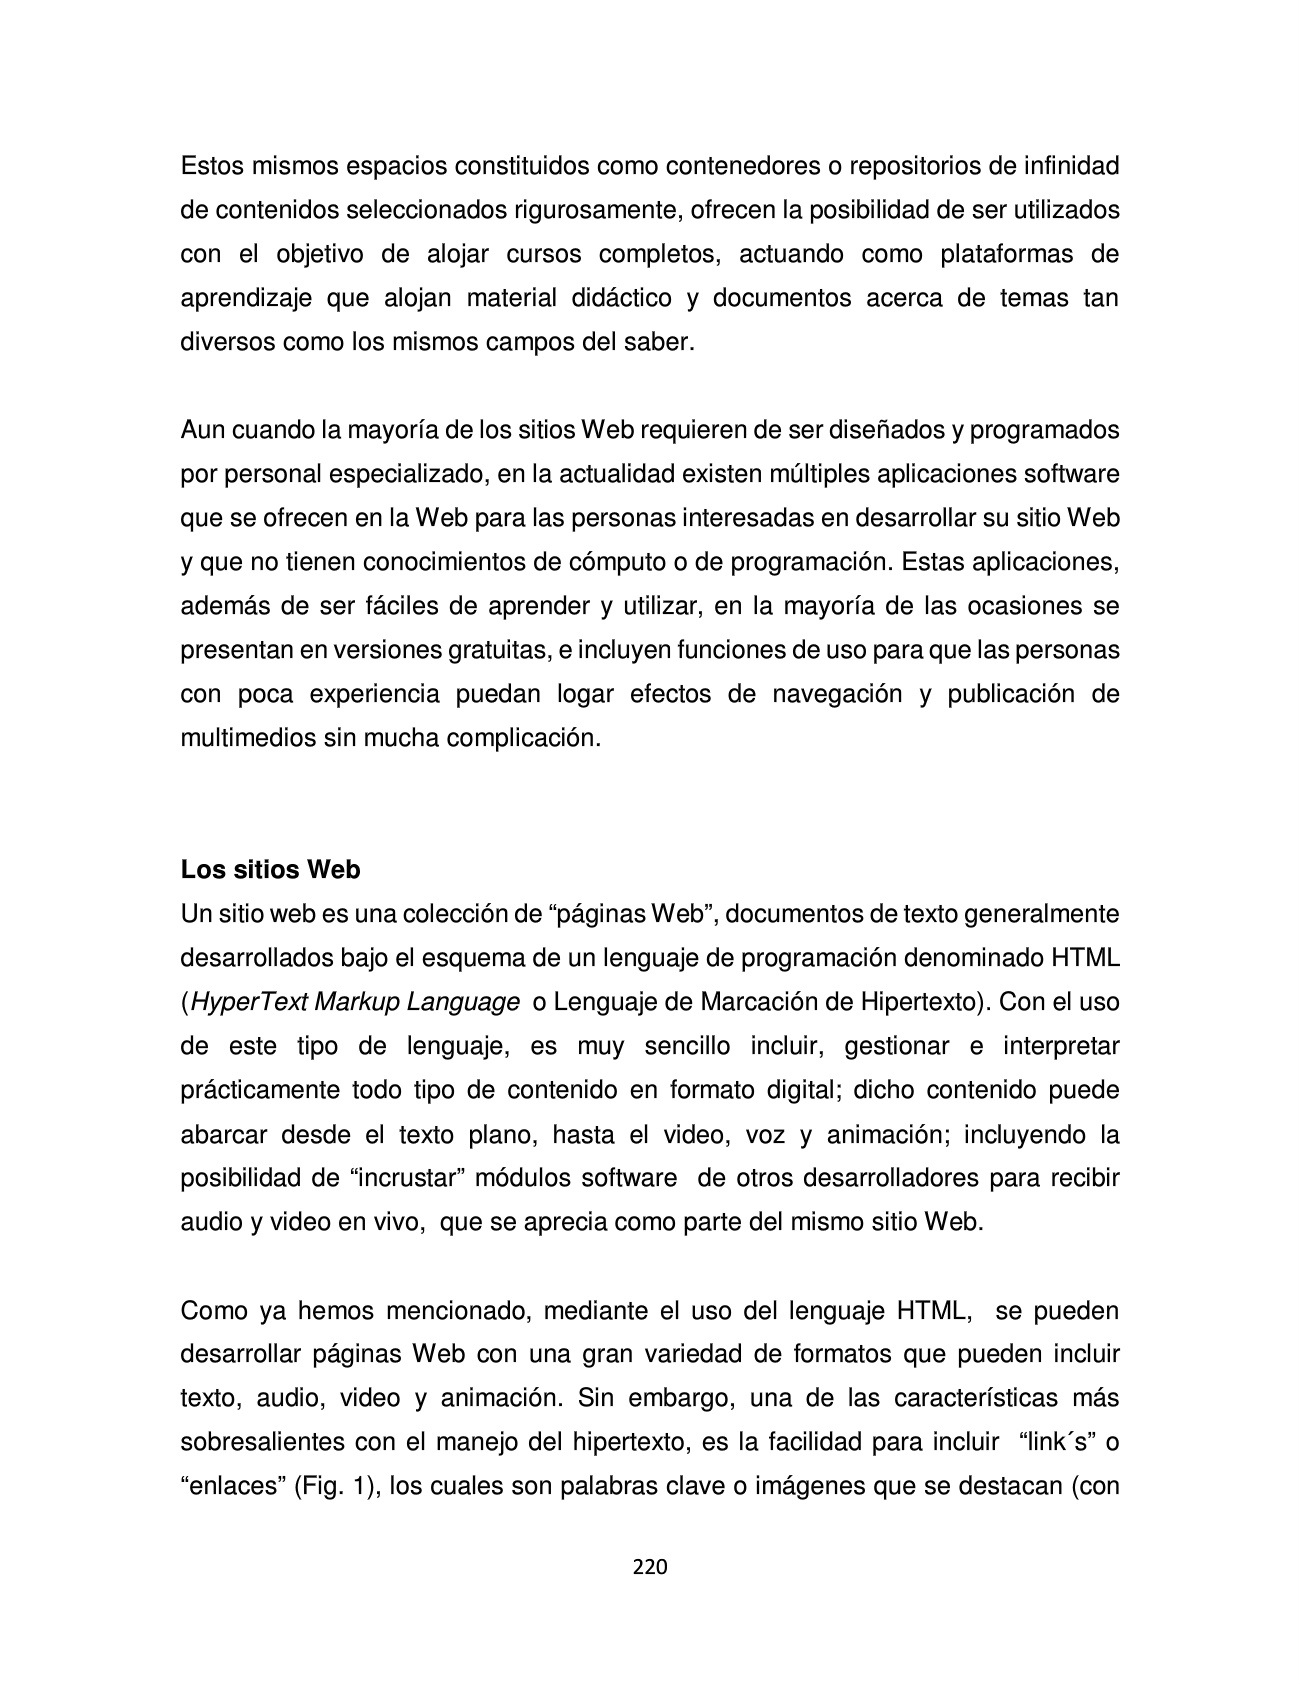 Estos mismos espacios constituidos como contenedores o repositorios de infinidad
de contenidos seleccionados rigurosamente, ofrecen la posibilidad de ser utilizados
con el objetivo de alojar cursos completos, actuando como plataformas de
aprendizaje que alojan material didáctico y documentos acerca de temas tan
diversos como los mismos campos del saber.
Aun cuando la mayoría de los sitios Web requieren de ser diseñados y programados
por personal especializado, en la actualidad existen múltiples aplicaciones software
que se ofrecen en la Web para las personas interesadas en desarrollar su sitio Web
y que no tienen conocimientos de cómputo o de programación. Estas aplicaciones,
además de ser fáciles de aprender y utilizar, en la mayoría de las ocasiones se
presentan en versiones gratuitas, e incluyen funciones de uso para que las personas
con poca experiencia puedan logar efectos de navegación y publicación de
multimedios sin mucha complicación.
Los sitios Web
Un sitio web es una colección de “páginas Web”, documentos de texto generalmente
desarrollados bajo el esquema de un lenguaje de programación denominado HTML
(HyperText Markup Language  o Lenguaje de Marcación de Hipertexto). Con el uso
de este tipo de lenguaje, es muy sencillo incluir, gestionar e interpretar
prácticamente todo tipo de contenido en formato digital; dicho contenido puede
abarcar desde el texto plano, hasta el video, voz y animación; incluyendo la
posibilidad de “incrustar” módulos software  de otros desarrolladores para recibir
audio y video en vivo,  que se aprecia como parte del mismo sitio Web.
Como ya hemos mencionado, mediante el uso del lenguaje HTML,  se pueden
desarrollar páginas Web con una gran variedad de formatos que pueden incluir
texto, audio, video y animación. Sin embargo, una de las características más
sobresalientes con el manejo del hipertexto, es la facilidad para incluir  “link´s” o
“enlaces” (Fig. 1), los cuales son palabras clave o imágenes que se destacan (con
220